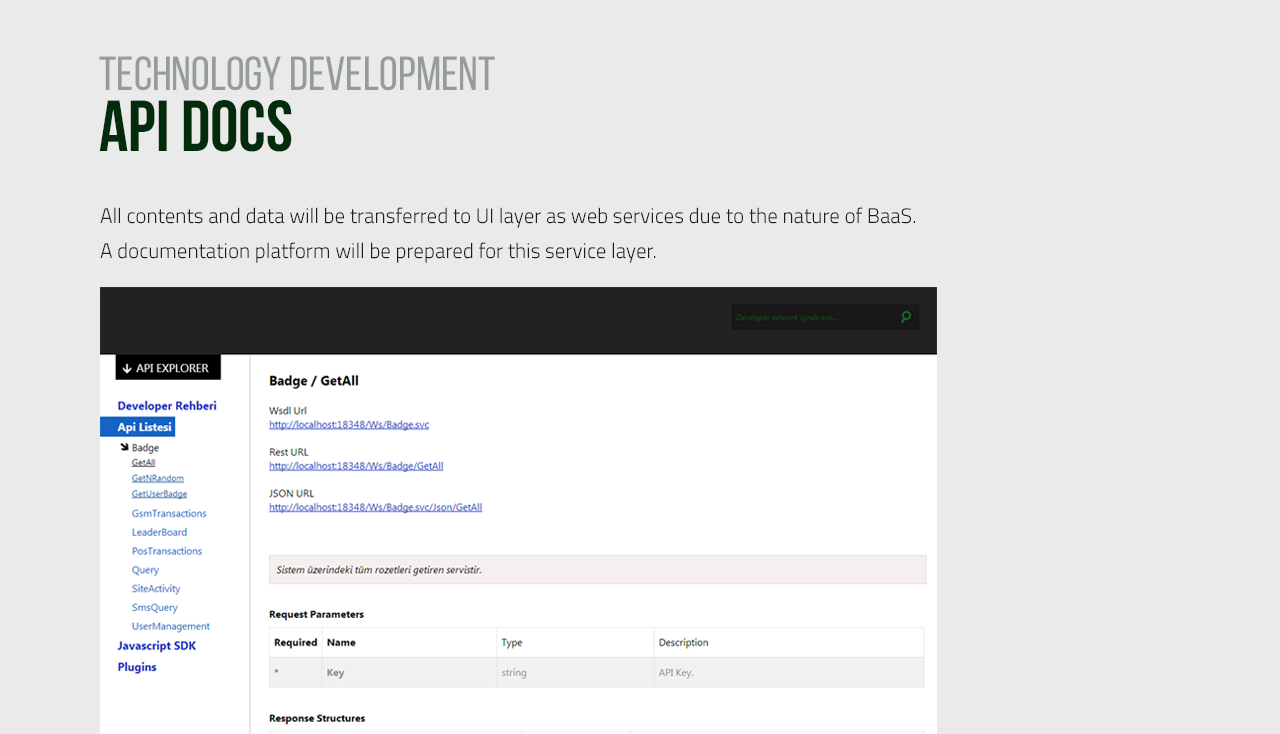 TECHNOLOGY DEVELOPMENT
API DOCS
All contents and data will be transferred to UI layer as web services due to the nature of BaaS.
A documentation platform will be prepared for this service layer.
Developer network içinde ara...
API EXPLORER
Developer Rehberi
Api Listesi
Badge
GetAll
GetNRandom
GetUserBadge
GsmTransactions
LeaderBoard
PosTransactions
Query
SiteActivity
SmsQuery
UserManagement
Javascript SDK
Plugins
Badge / GetAll
Wsdl Url
http://localhost:18348/Ws/Badge.svc
Rest URL
http://localhost:18348/Ws/Badge/GetAll
JSON URL
http://localhost:18348/Ws/Badge.svc/Json/GetAll
Sistem üzerindeki tüm rozetleri getiren servistir.
Request Parameters
Required Name Type Description
* Key string API Key.
Response Structures